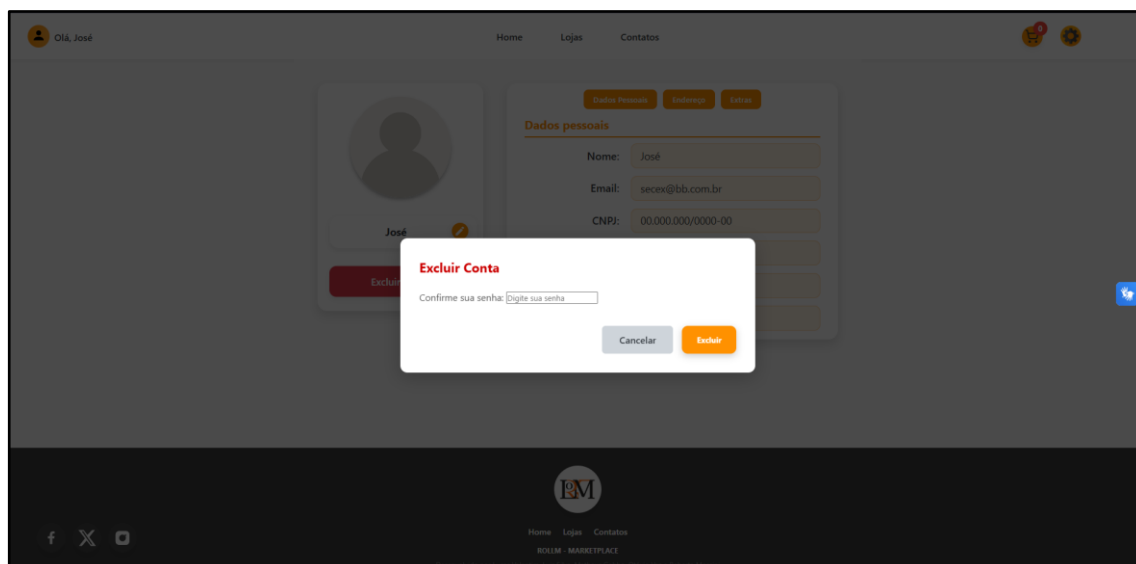 Olá, José
Home Lojas Contatos
0
Dados Pessoais Endereço Extras
Dados pessoais
Nome: José
Email: secex@bb.com.br
CNPJ: 00.000.000/0000-00
José
Excluir
Excluir Conta
Confirme sua senha: Digite sua senha
Cancelar Excluir
Home Lojas Contatos
ROLLM - MARKETPLACE